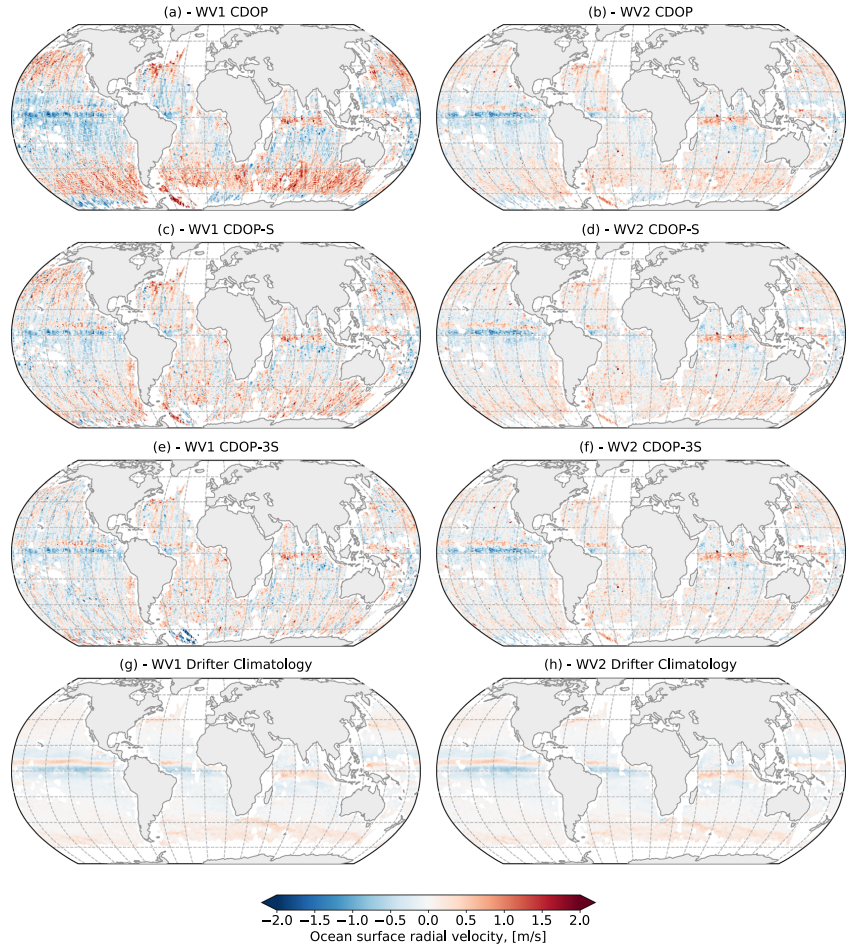 (a) - WV1 CDOP
(b) - WV2 CDOP
(c) - WV1 CDOP-S
(d) - WV2 CDOP-S
(e) - WV1 CDOP-3S
(f) - WV2 CDOP-3S
(g) - WV1 Drifter Climatology
(h) - WV2 Drifter Climatology
−2.0 −1.5 −1.0 −0.5 0.0 0.5 1.0 1.5 2.0
Ocean surface radial velocity, [m/s]